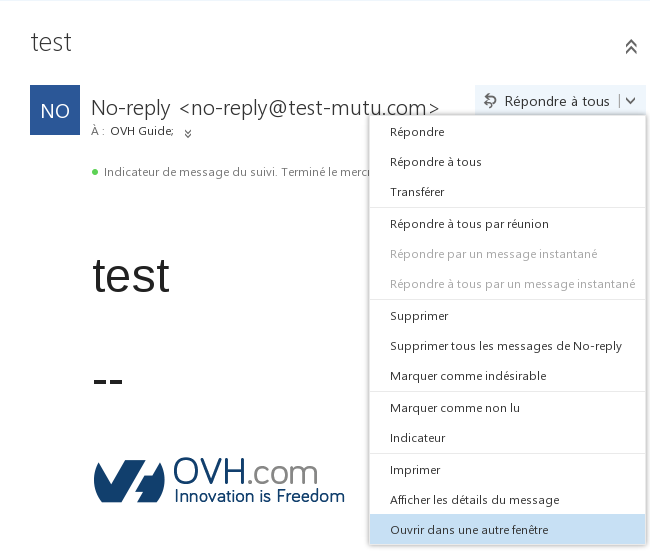 test
NO
No-reply <no-reply@test-mutu.com>
Répondre à tous
À : OVH Guide;
Indicateur de message du suivi. Terminé le mercr
Répondre
Répondre à tous
Transférer
Répondre à tous par réunion
Répondre par un message instantané
Répondre à tous par un message instantané
Supprimer
Supprimer tous les messages de No-reply
Marquer comme indésirable
Marquer comme non lu
Indicateur
Imprimer
Afficher les détails du message
Ouvrir dans une autre fenêtre
test
--
OVH.com
Innovation is Freedom